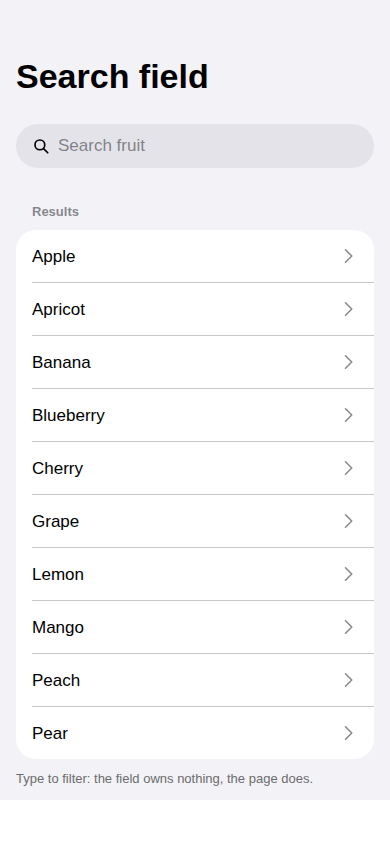 Search field
Search fruit
Results
Apple
Apricot
Banana
Blueberry
Cherry
Grape
Lemon
Mango
Peach
Pear
Type to filter: the field owns nothing, the page does.